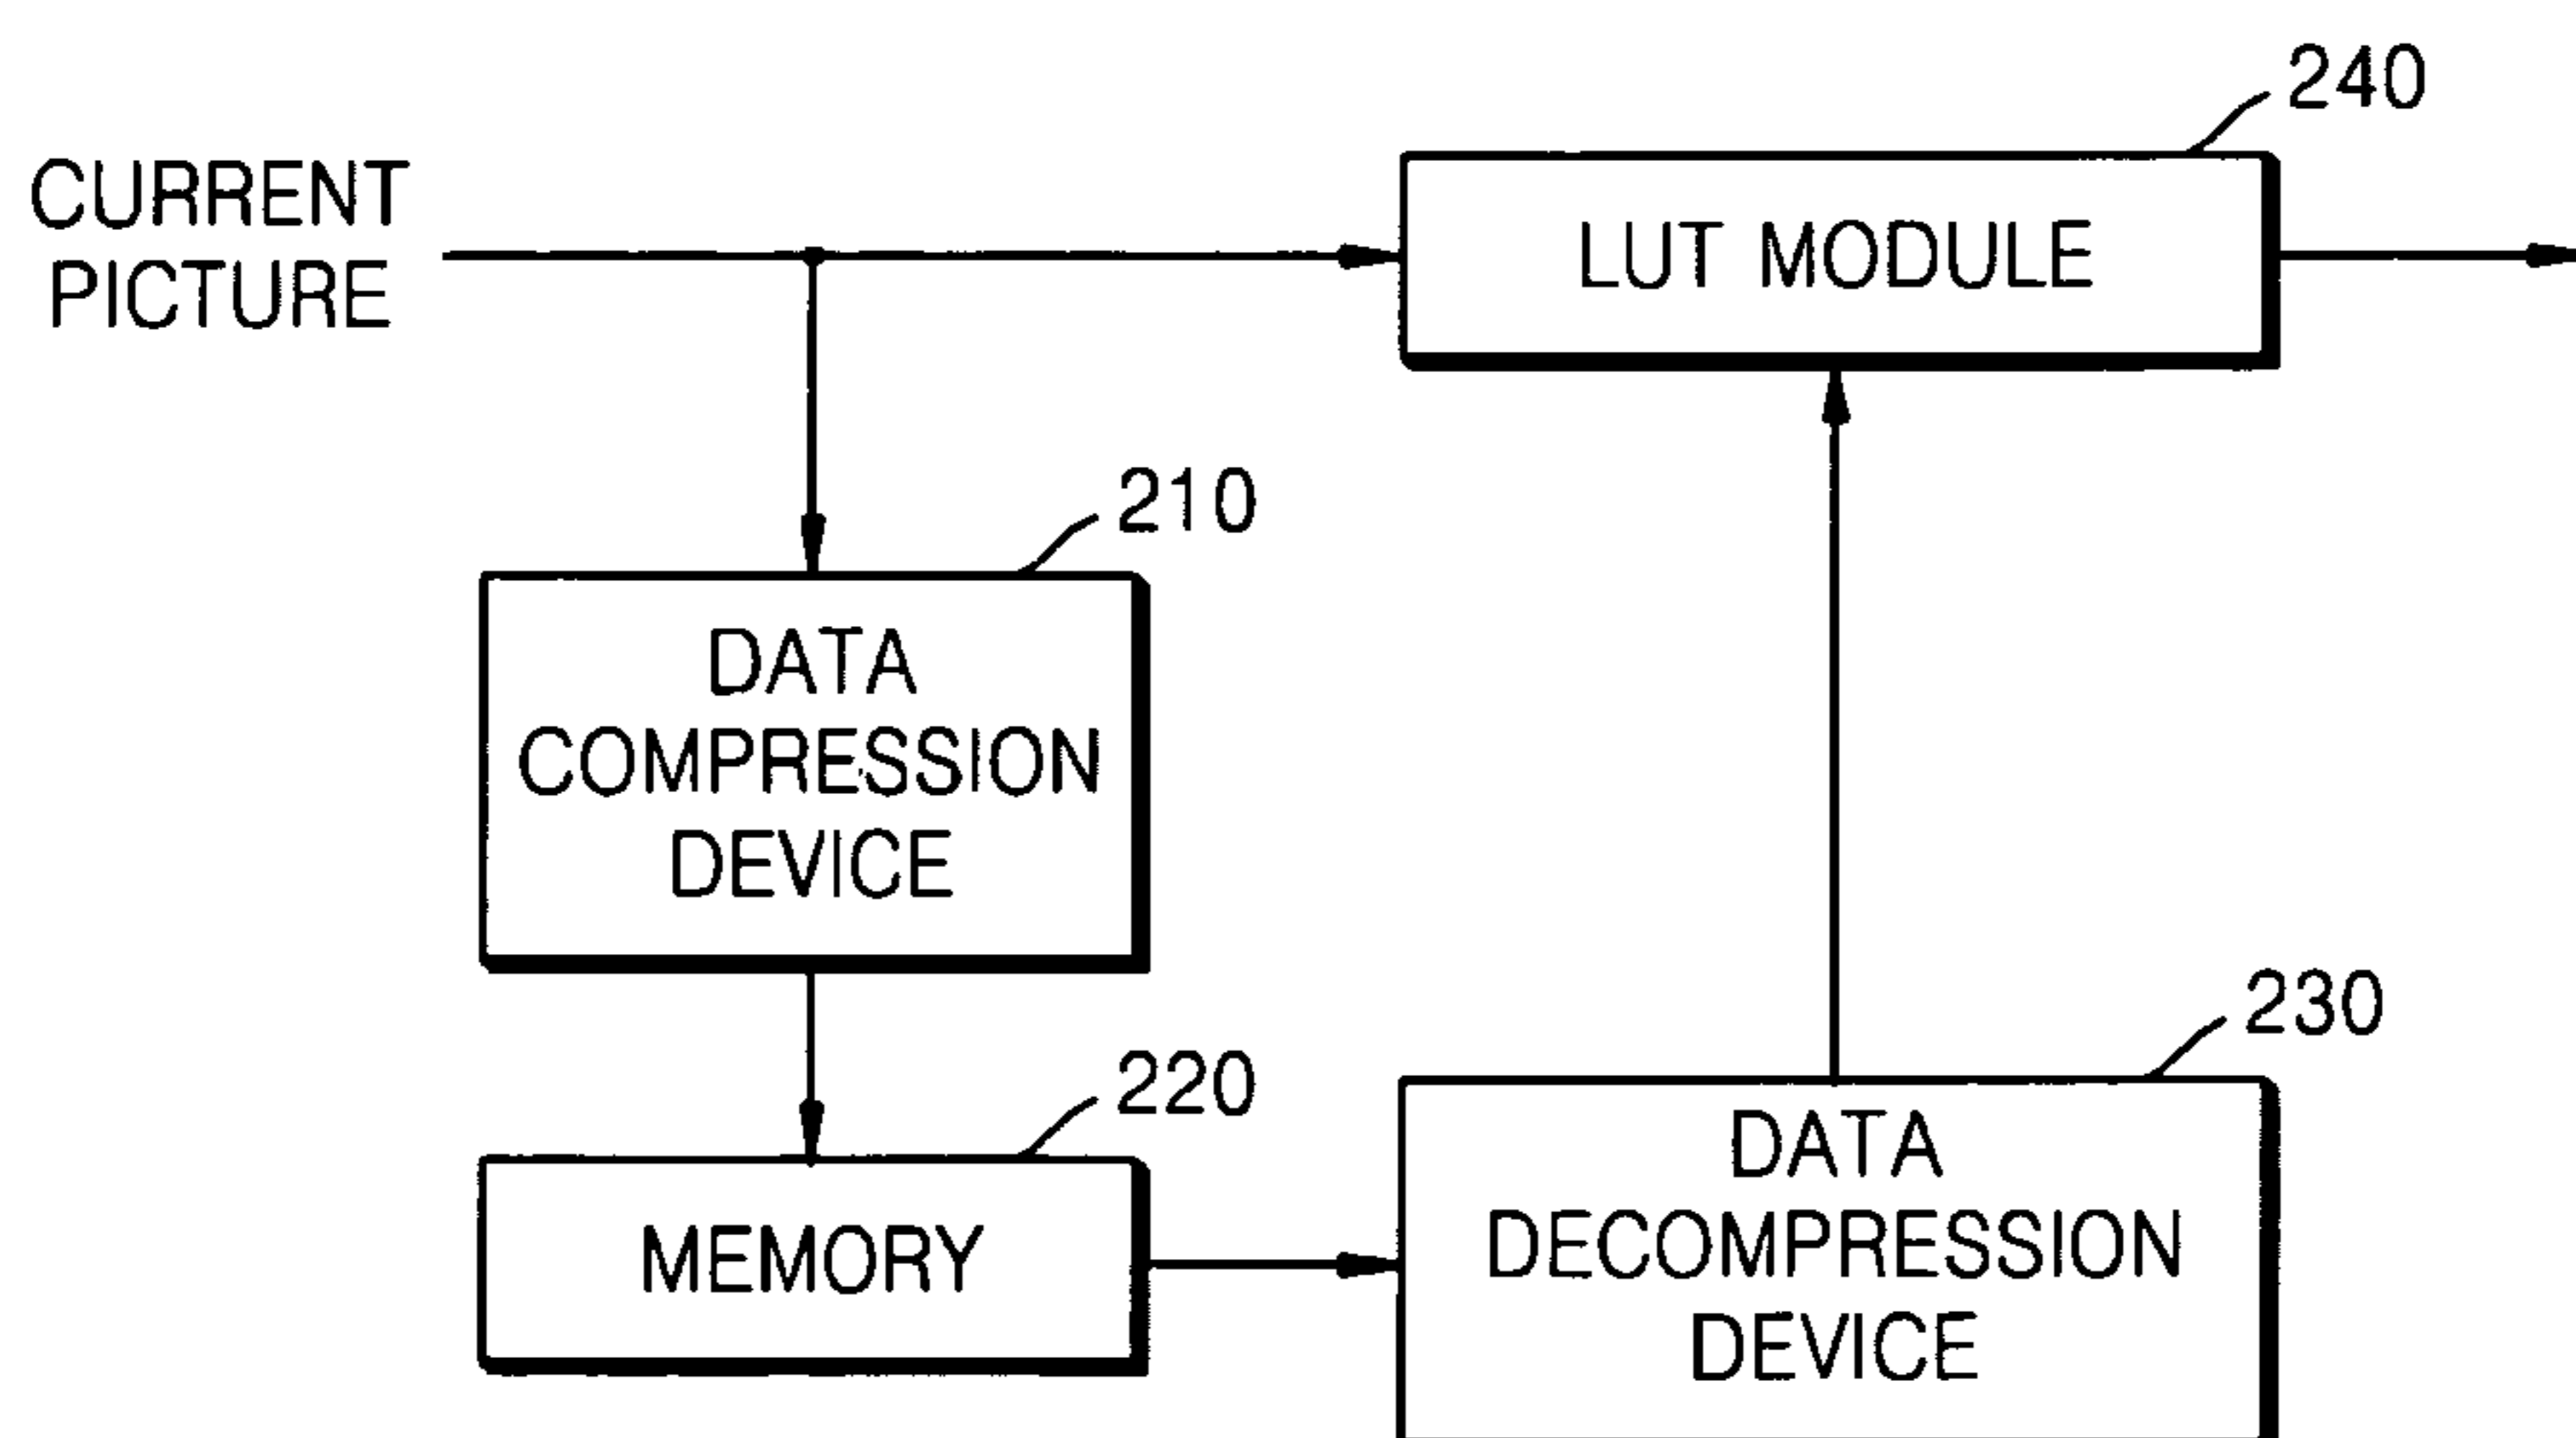 240
CURRENT
PICTURE
LUT MODULE
210
DATA
COMPRESSION
DEVICE
220
MEMORY
230
DATA
DECOMPRESSION
DEVICE